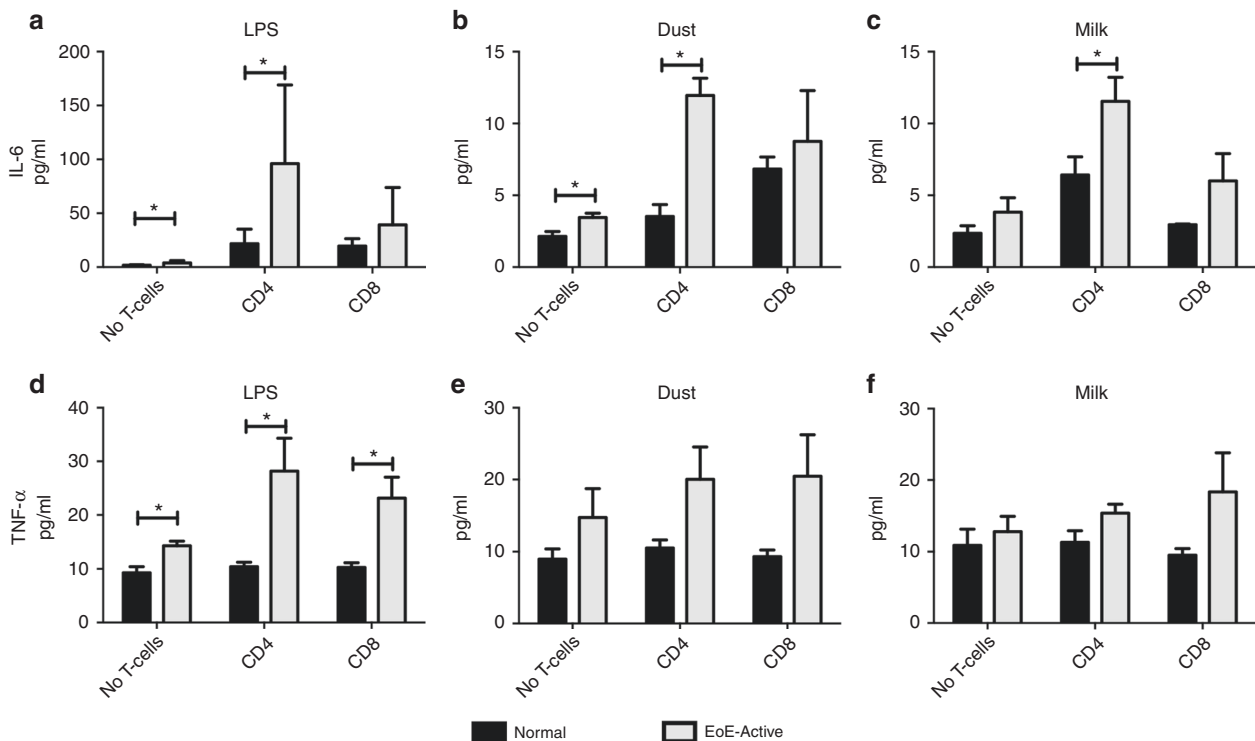 a
LPS
IL-6
pg/ml
200
150
100
50
0
*
*
No T-cells
CD4
CD8
b
Dust
pg/ml
15
10
5
0
*
*
No T-cells
CD4
CD8
c
Milk
pg/ml
15
10
5
0
*
No T-cells
CD4
CD8
d
LPS
TNF-α
pg/ml
40
30
20
10
0
*
*
*
No T-cells
CD4
CD8
e
Dust
pg/ml
30
20
10
0
No T-cells
CD4
CD8
f
Milk
pg/ml
30
20
10
0
No T-cells
CD4
CD8
Normal
EoE-Active